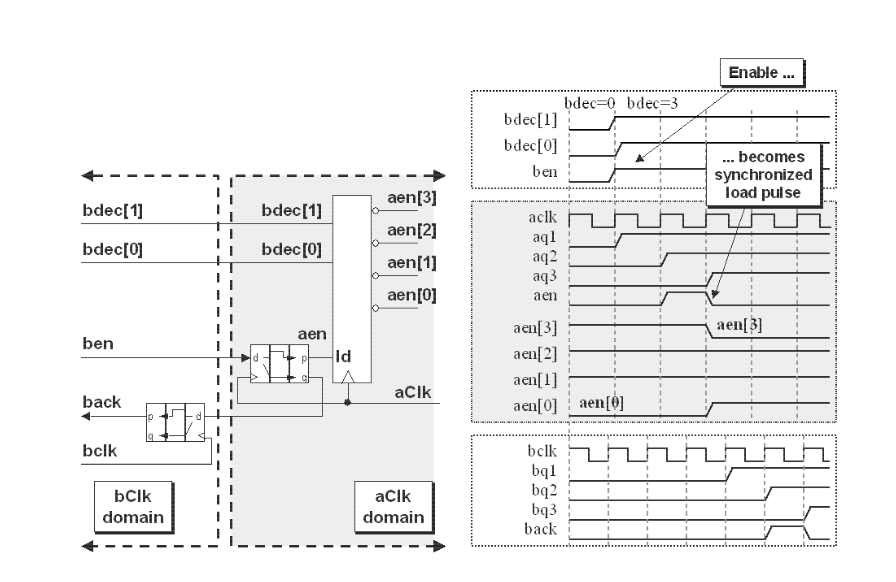 bdec[1]
bdec[0]
ben
back
bclk
bdec[1]
bdec[0]
aen
ld
d
p
q
p
q
d
aen[3]
aen[2]
aen[1]
aen[0]
aClk
bClk
domain
aClk
domain
Enable ...
bdec=0 bdec=3
bdec[1]
bdec[0]
ben
... becomes
synchronized
load pulse
aclk
aq1
aq2
aq3
aen
aen[3]
aen[3]
aen[2]
aen[1]
aen[0]
aen[0]
bclk
bq1
bq2
bq3
back